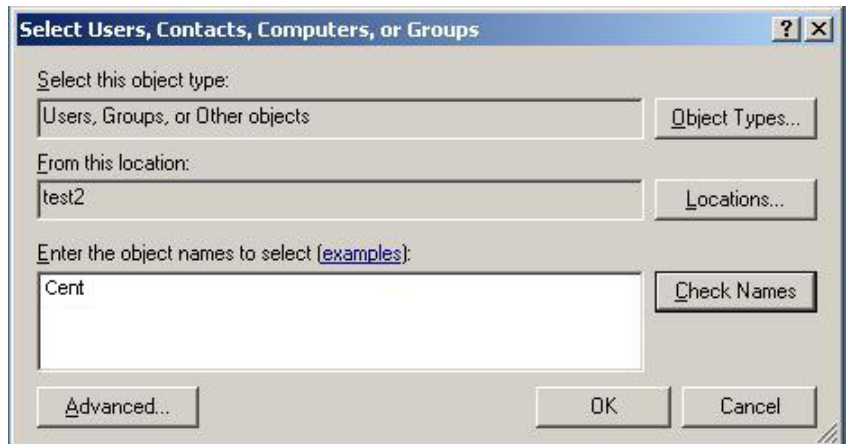 Select Users, Contacts, Computers, or Groups
Select this object type:
Users, Groups, or Other objects
Object Types...
From this location:
test2
Locations...
Enter the object names to select (examples):
Cent
Check Names
Advanced...
OK
Cancel